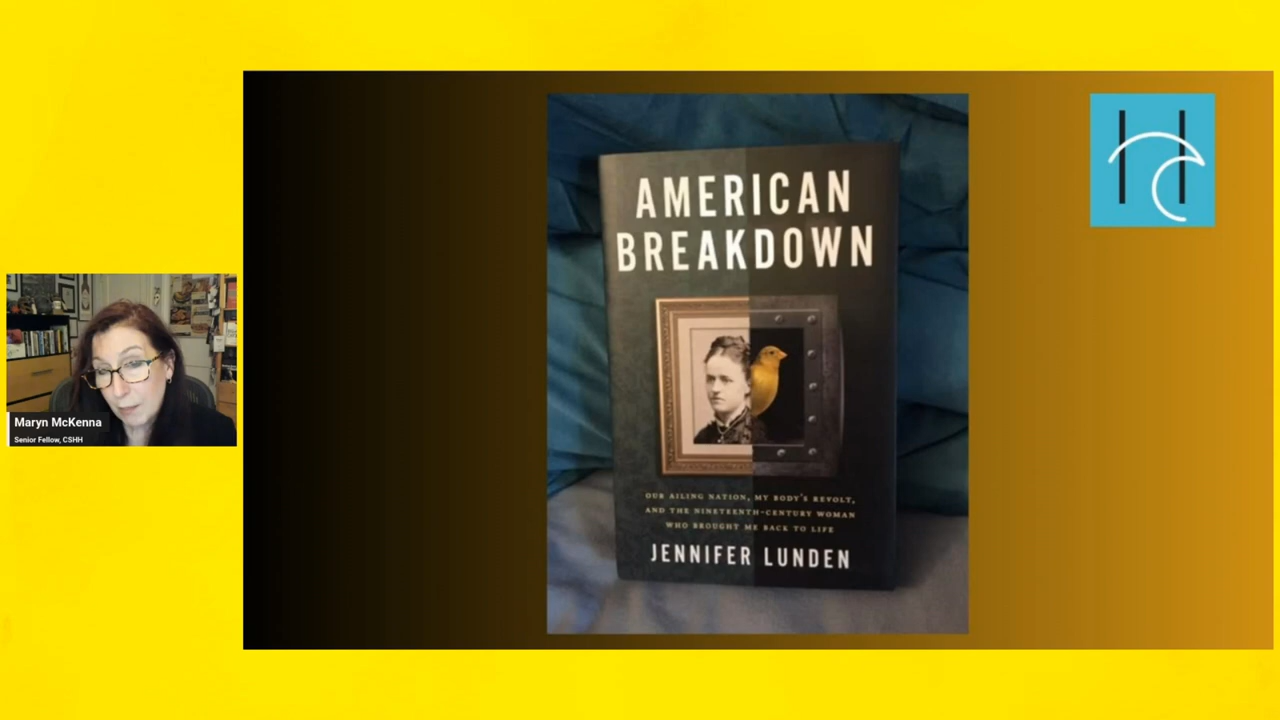 AMERICAN
BREAKDOWN
OUR AILING NATION, MY BODY'S REVOLT,
AND THE NINETEENTH-CENTURY WOMAN
WHO BROUGHT ME BACK TO LIFE
JENNIFER LUNDEN
Maryn McKenna
Senior Fellow, CSHH